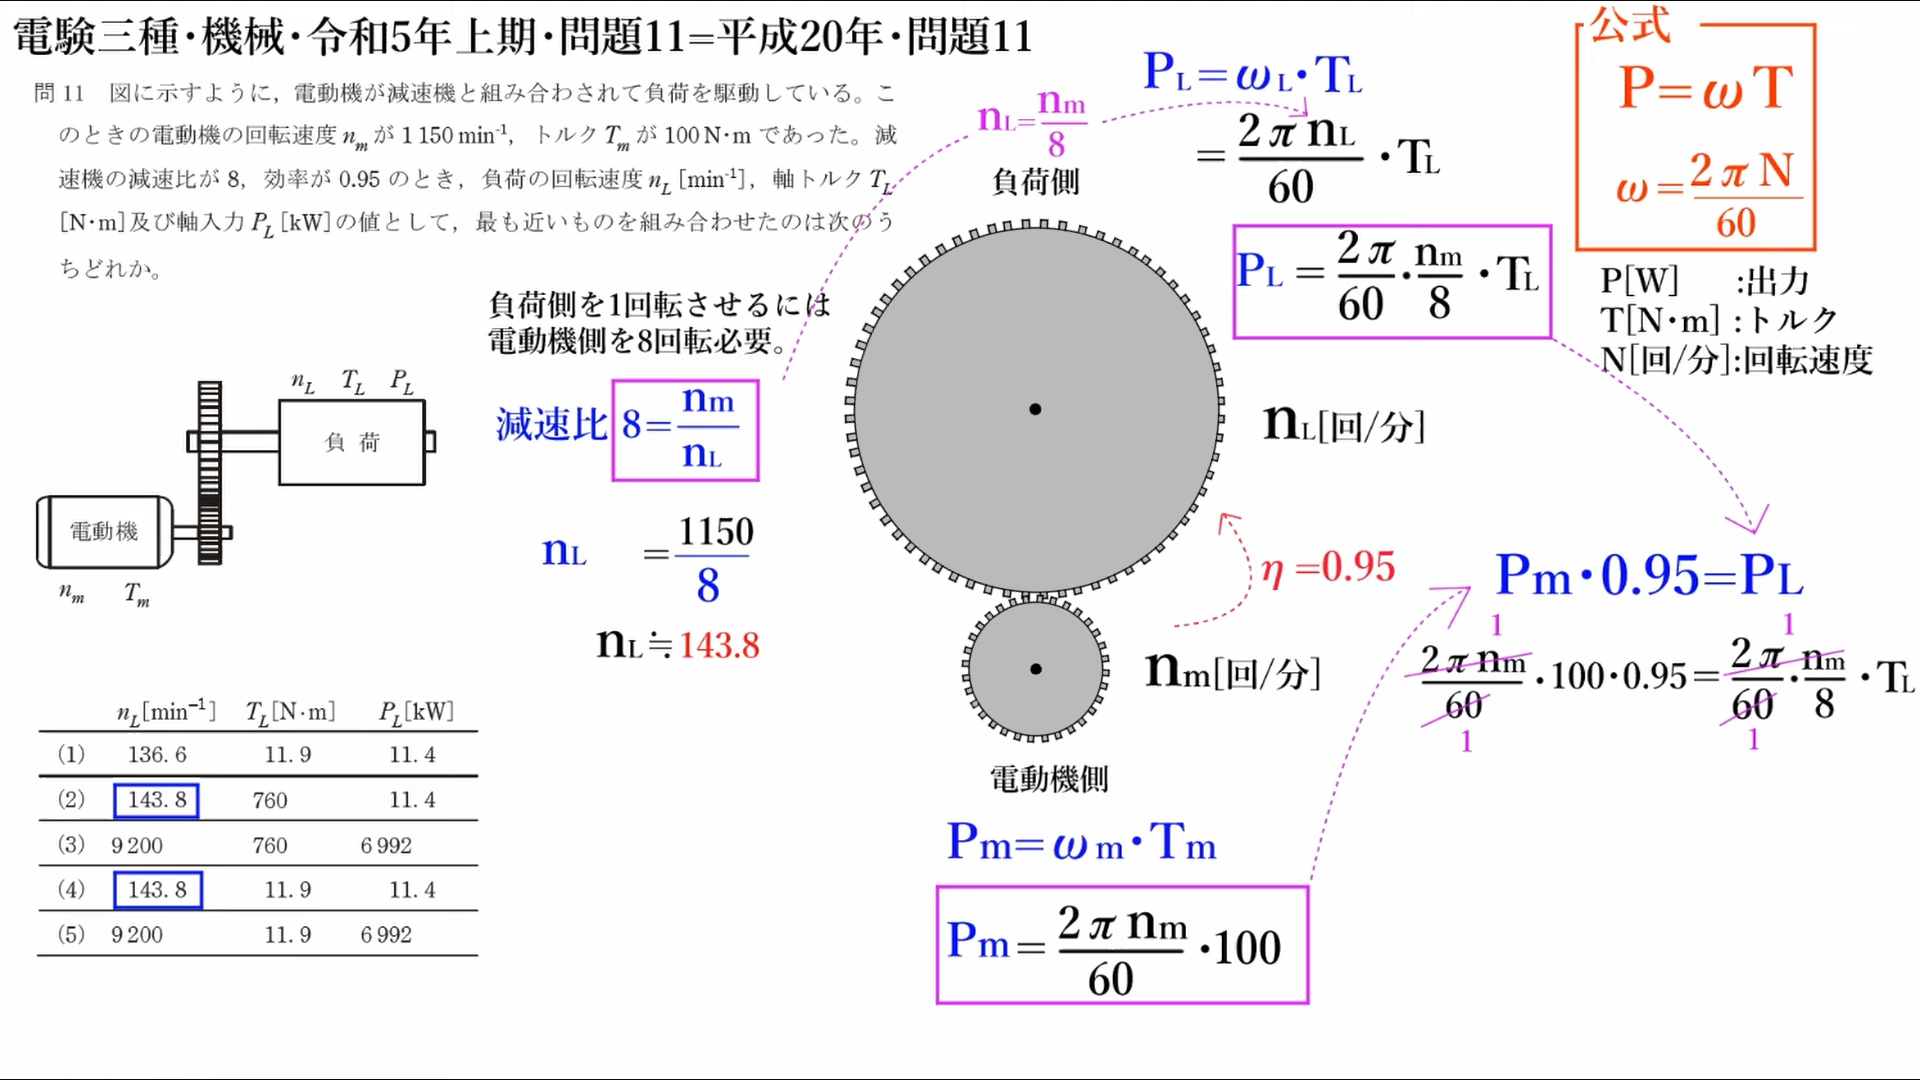 電験三種・機械・令和5年上期・問題11=平成20年・問題11
問 11　図に示すように，電動機が減速機と組み合わされて負荷を駆動している。こ
のときの電動機の回転速度 nm が 1 150 min-1，トルク Tm が 100 N・m であった。減
速機の減速比が 8，効率が 0.95 のとき，負荷の回転速度 nL [min-1]，軸トルク TL
[N・m]及び軸入力 PL [kW]の値として，最も近いものを組み合わせたのは次のう
ちどれか。
負荷側を1回転させるには
電動機側を8回転必要。
減速比 8=nm/nL
nL =1150/8
nL≒143.8
nL TL PL
負 荷
電動機
nm Tm
nL[min-1] TL[N·m] PL[kW]
(1) 136.6 11.9 11.4
(2) 143.8 760 11.4
(3) 9 200 760 6 992
(4) 143.8 11.9 11.4
(5) 9 200 11.9 6 992
nL=nm/8
負荷側
PL=ωL・TL
=2πnL/60・TL
PL=2π/60・nm/8・TL
公式
P=ωT
ω=2πN/60
P[W] :出力
T[N・m] :トルク
N[回/分]:回転速度
nL[回/分]
η=0.95
nm[回/分]
電動機側
Pm=ωm・Tm
Pm=2πnm/60・100
Pm・0.95=PL
1 1
2πnm/60・100・0.95=2π/60・nm/8・TL
1 1